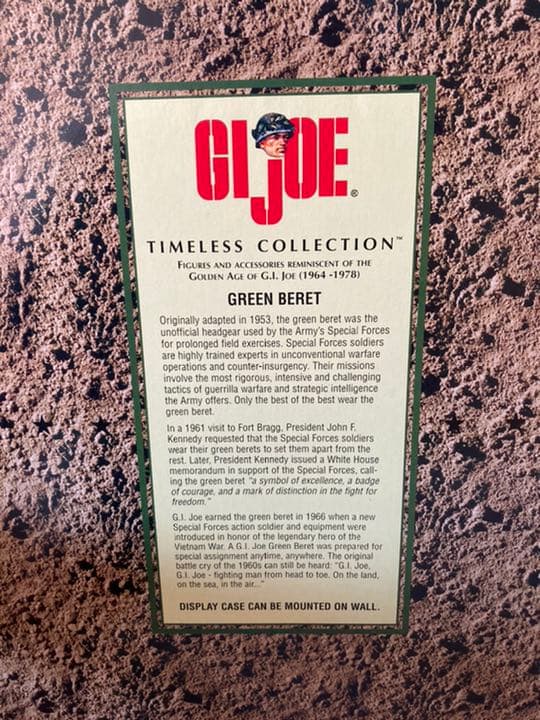 GI JOE®
TIMELESS COLLECTION™
FIGURES AND ACCESSORIES REMINISCENT OF THE
GOLDEN AGE OF G.I. JOE (1964 -1978)
GREEN BERET
Originally adapted in 1953, the green beret was the
unofficial headgear used by the Army's Special Forces
for prolonged field exercises. Special Forces soldiers
are highly trained experts in unconventional warfare
operations and counter-insurgency. Their missions
involve the most rigorous, intensive and challenging
tactics of guerrilla warfare and strategic intelligence
the Army offers. Only the best of the best wear the
green beret.
In a 1961 visit to Fort Bragg, President John F.
Kennedy requested that the Special Forces soldiers
wear their green berets to set them apart from the
rest. Later, President Kennedy issued a White House
memorandum in support of the Special Forces, call-
ing the green beret "a symbol of excellence, a badge
of courage, and a mark of distinction in the fight for
freedom."
G.I. Joe earned the green beret in 1966 when a new
Special Forces action soldier and equipment were
introduced in honor of the legendary hero of the
Vietnam War. A G.I. Joe Green Beret was prepared for
special assignment anytime, anywhere. The original
battle cry of the 1960s can still be heard: "G.I. Joe,
G.I. Joe - fighting man from head to toe. On the land,
on the sea, in the air..."
DISPLAY CASE CAN BE MOUNTED ON WALL.